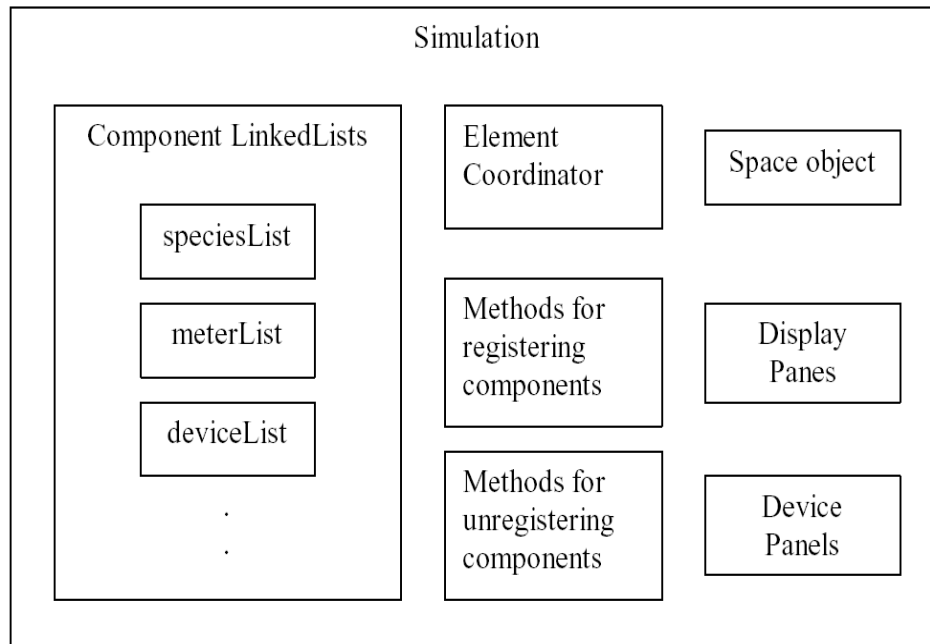 Simulation
Component LinkedLists
speciesList
meterList
deviceList
.
.
Element
Coordinator
Methods for
registering
components
Methods for
unregistering
components
Space object
Display
Panes
Device
Panels